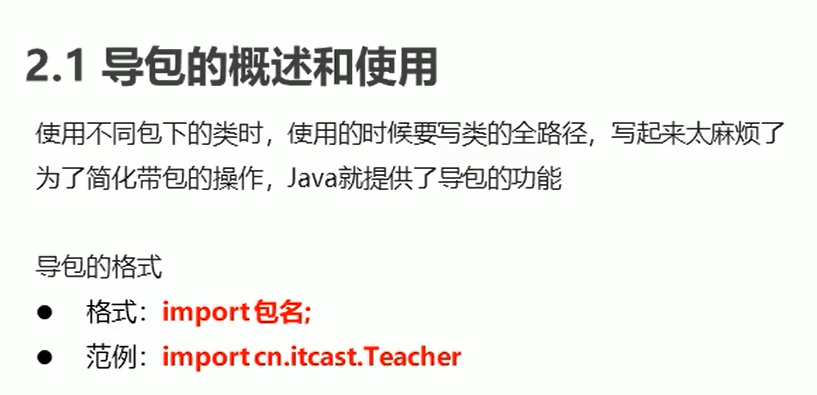 2.1 导包的概述和使用
使用不同包下的类时，使用的时候要写类的全路径，写起来太麻烦了
为了简化带包的操作，Java就提供了导包的功能
导包的格式
● 格式：import 包名;
● 范例：import cn.itcast.Teacher